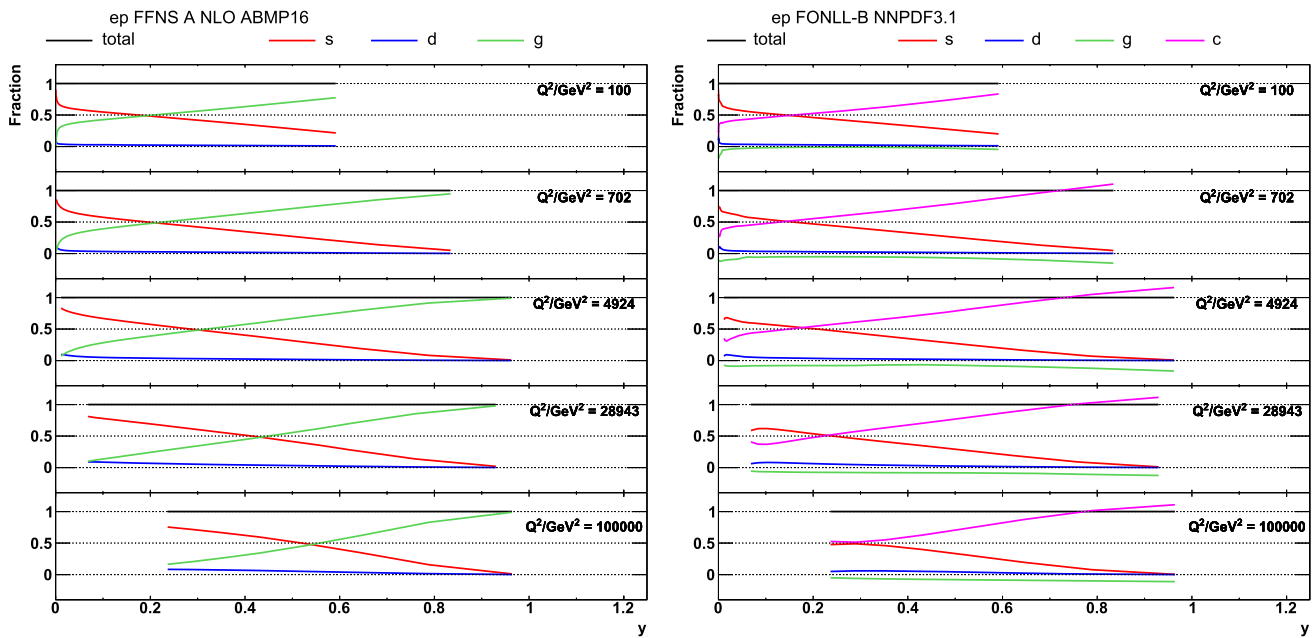 ep FFNS A NLO ABMP16
total s d g
Fraction
1
0.5
0
Q²/GeV² = 100
1
0.5
0
Q²/GeV² = 702
1
0.5
0
Q²/GeV² = 4924
1
0.5
0
Q²/GeV² = 28943
1
0.5
0
Q²/GeV² = 100000
0 0.2 0.4 0.6 0.8 1 1.2
y
ep FONLL-B NNPDF3.1
total s d g c
Fraction
1
0.5
0
Q²/GeV² = 100
1
0.5
0
Q²/GeV² = 702
1
0.5
0
Q²/GeV² = 4924
1
0.5
0
Q²/GeV² = 28943
1
0.5
0
Q²/GeV² = 100000
0 0.2 0.4 0.6 0.8 1 1.2
y